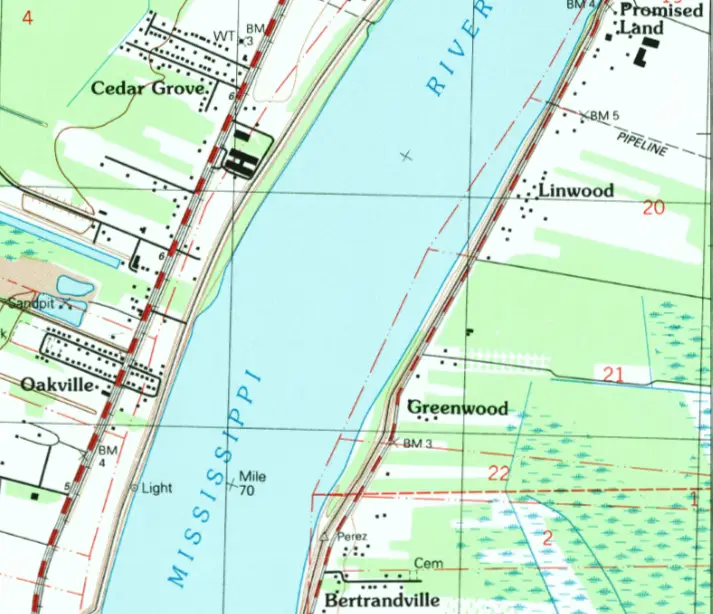 4
BM 4
Promised
Land
WT
BM
3
RIVER
Cedar Grove
6
BM 5
PIPELINE
Linwood
20
6
Sandpit
k
21
Oakville
Greenwood
BM 3
BM
4
22
5
Light
Mile
70
MISSISSIPPI
1
Perez
2
Cem
Bertrandville